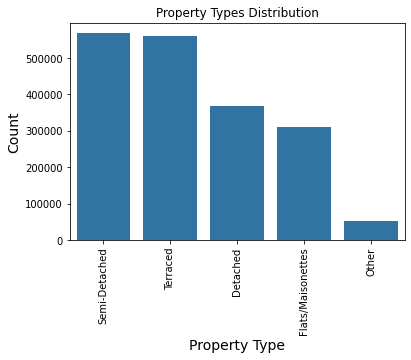 Property Types Distribution
Count
500000
400000
300000
200000
100000
0
Semi-Detached
Terraced
Detached
Flats/Maisonettes
Other
Property Type